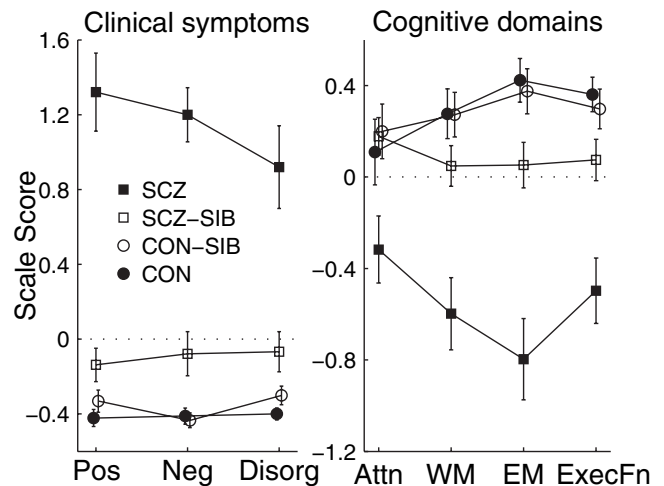 Clinical symptoms
Cognitive domains
Scale Score
1.6
1.2
0.8
0.4
0
−0.4
SCZ
SCZ−SIB
CON−SIB
CON
Pos Neg Disorg
0.4
0
−0.4
−0.8
−1.2
Attn WM EM ExecFn